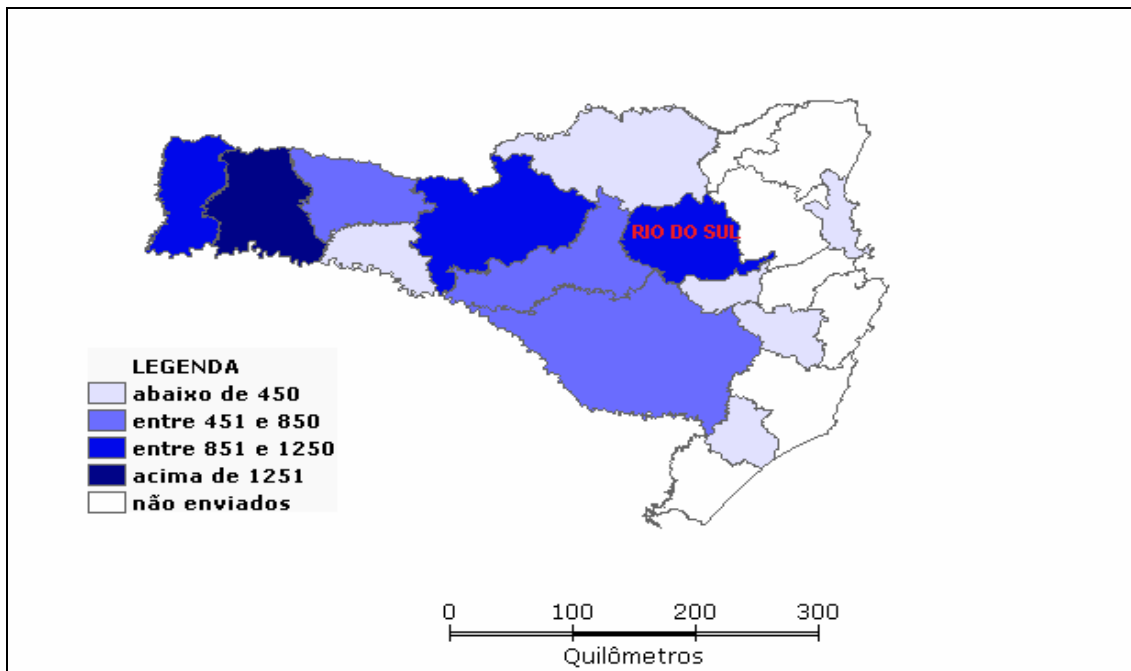 RIO DO SUL
LEGENDA
abaixo de 450
entre 451 e 850
entre 851 e 1250
acima de 1251
não enviados
0 100 200 300
Quilômetros